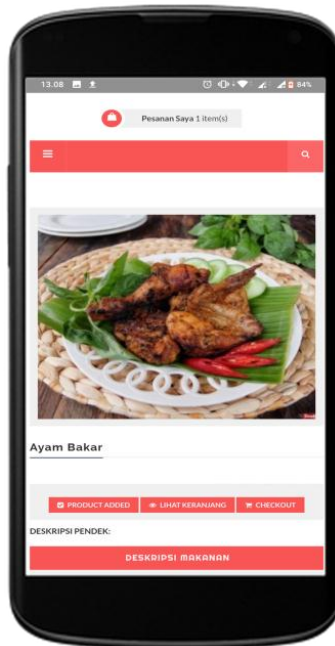 13.08 84%
Pesanan Saya 1 item(s)
Ayam Bakar
PRODUCT ADDED LIHAT KERANJANG CHECKOUT
DESKRIPSI PENDEK:
DESKRIPSI MAKANAN